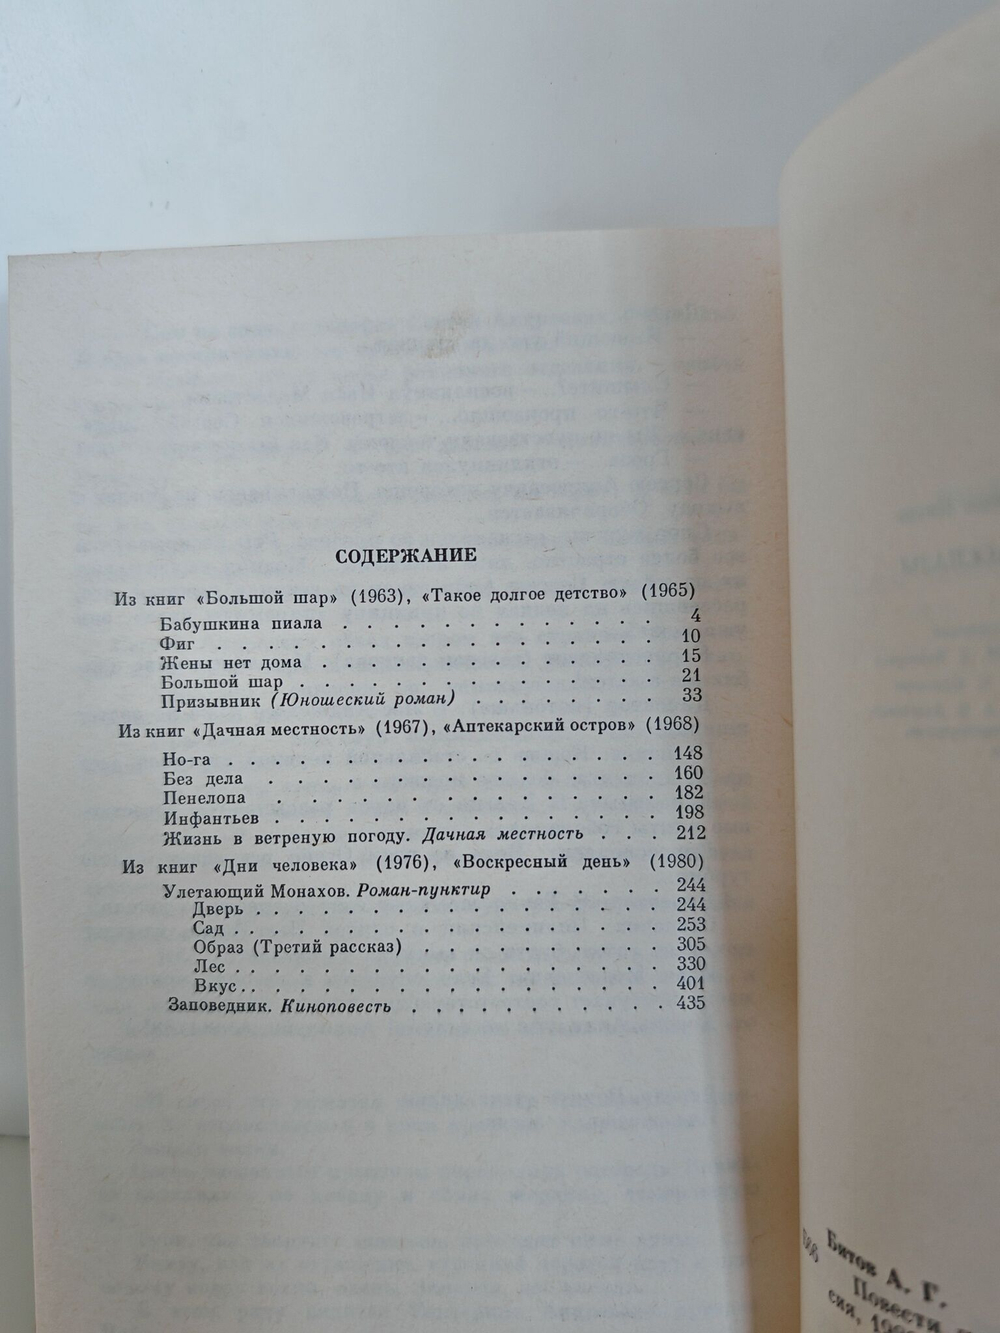 СОДЕРЖАНИЕ
Из книг «Большой шар» (1963), «Такое долгое детство» (1965)
Бабушкина пиала . . . . . . . . . . . . . 4
Фиг . . . . . . . . . . . . . . . . . . 10
Жены нет дома . . . . . . . . . . . . . . 15
Большой шар . . . . . . . . . . . . . . . 21
Призывник (Юношеский роман) . . . . . . . 33
Из книг «Дачная местность» (1967), «Аптекарский остров» (1968)
Но-га . . . . . . . . . . . . . . . . . 148
Без дела . . . . . . . . . . . . . . . . 160
Пенелопа . . . . . . . . . . . . . . . . 182
Инфантьев . . . . . . . . . . . . . . . 198
Жизнь в ветреную погоду. Дачная местность . . . . 212
Из книг «Дни человека» (1976), «Воскресный день» (1980)
Улетающий Монахов. Роман-пунктир . . . . . . . 244
Дверь . . . . . . . . . . . . . . . . . 244
Сад . . . . . . . . . . . . . . . . . . 253
Образ (Третий рассказ) . . . . . . . . . . 305
Лес . . . . . . . . . . . . . . . . . . 330
Вкус . . . . . . . . . . . . . . . . . . 401
Заповедник. Киноповесть . . . . . . . . . . 435
Битов А. Г.
Повести
сия,